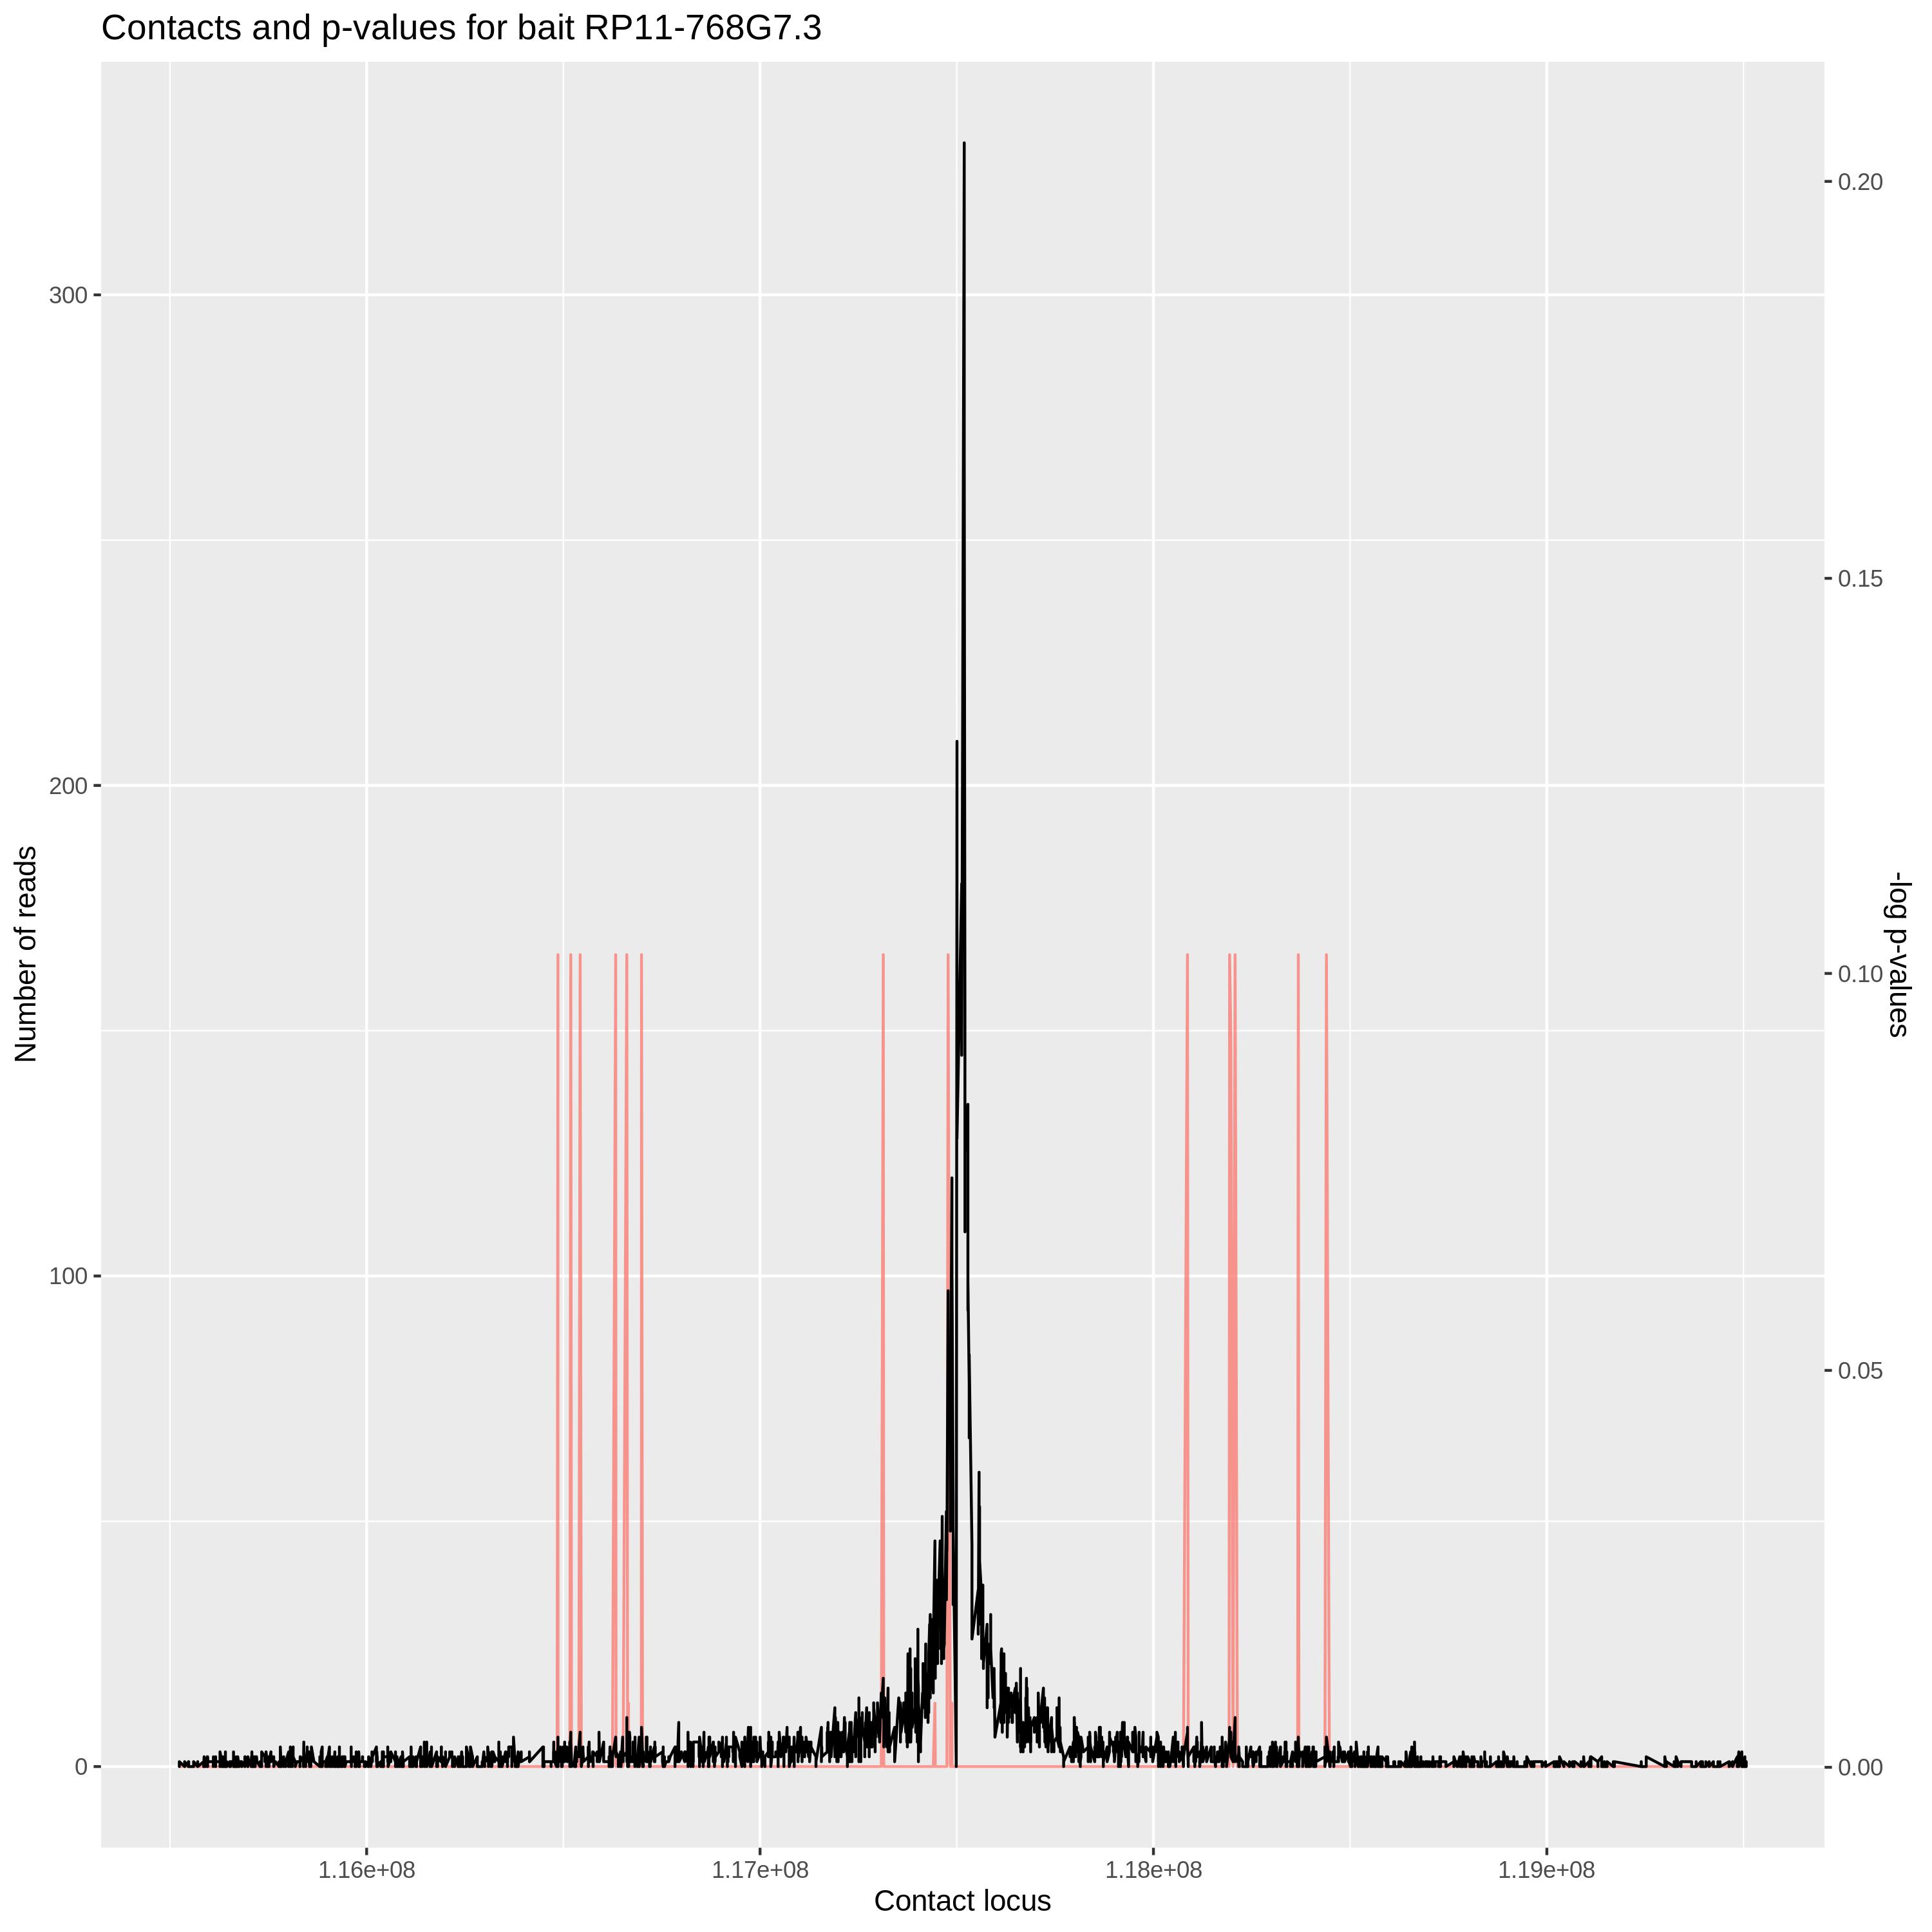 Contacts and p-values for bait RP11-768G7.3
300
200
100
0
Number of reads
0.20
0.15
0.10
0.05
0.00
-log p-values
1.16e+08
1.17e+08
1.18e+08
1.19e+08
Contact locus